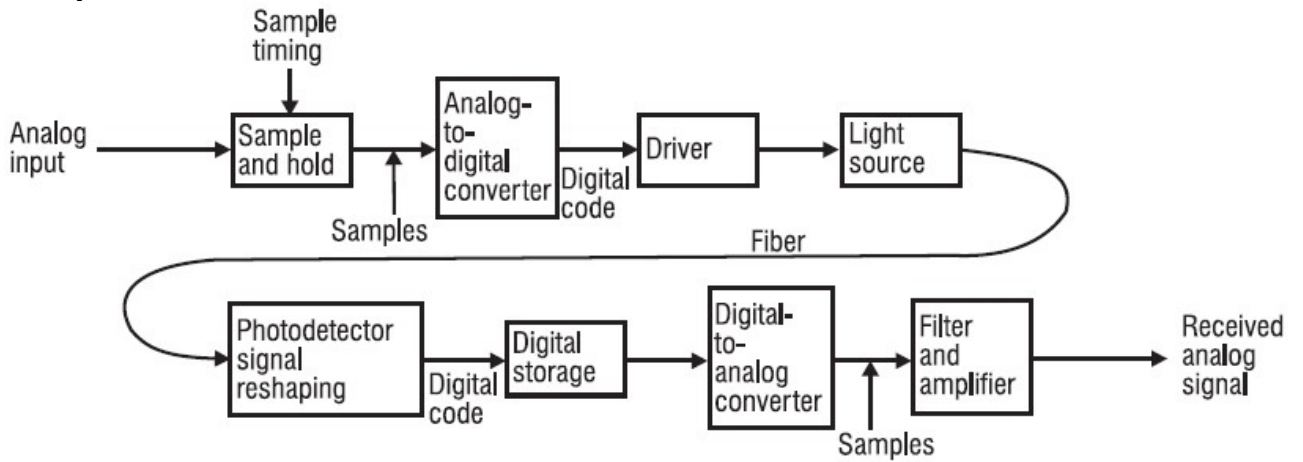 Sample
timing
Analog
input
Sample
and hold
Samples
Analog-
to-
digital
converter
Digital
code
Driver
Light
source
Fiber
Photodetector
signal
reshaping
Digital
code
Digital
storage
Digital-
to-
analog
converter
Samples
Filter
and
amplifier
Received
analog
signal